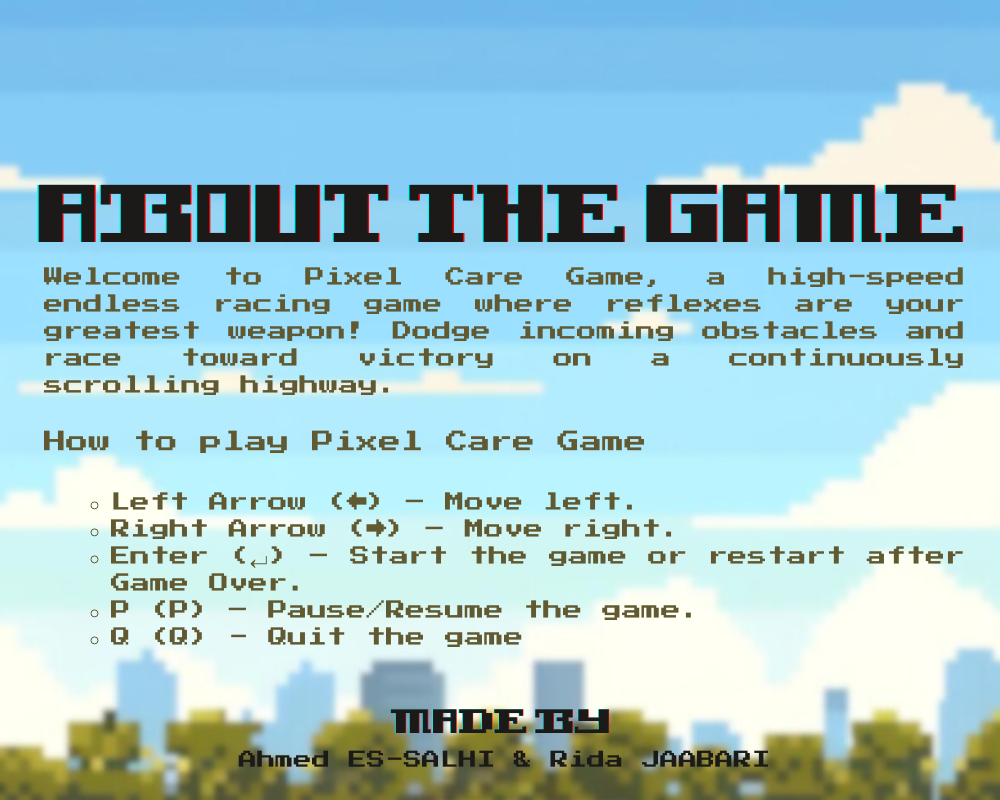 ABOUT THE GAME
Welcome to Pixel Care Game, a high-speed
endless racing game where reflexes are your
greatest weapon! Dodge incoming obstacles and
race toward victory on a continuously
scrolling highway.
How to play Pixel Care Game
○ Left Arrow (🡸) – Move left.
○ Right Arrow (🡺) – Move right.
○ Enter (↵) – Start the game or restart after
Game Over.
○ P (P) – Pause/Resume the game.
○ Q (Q) – Quit the game
MADE BY
Ahmed ES-SALHI & Rida JAABARI